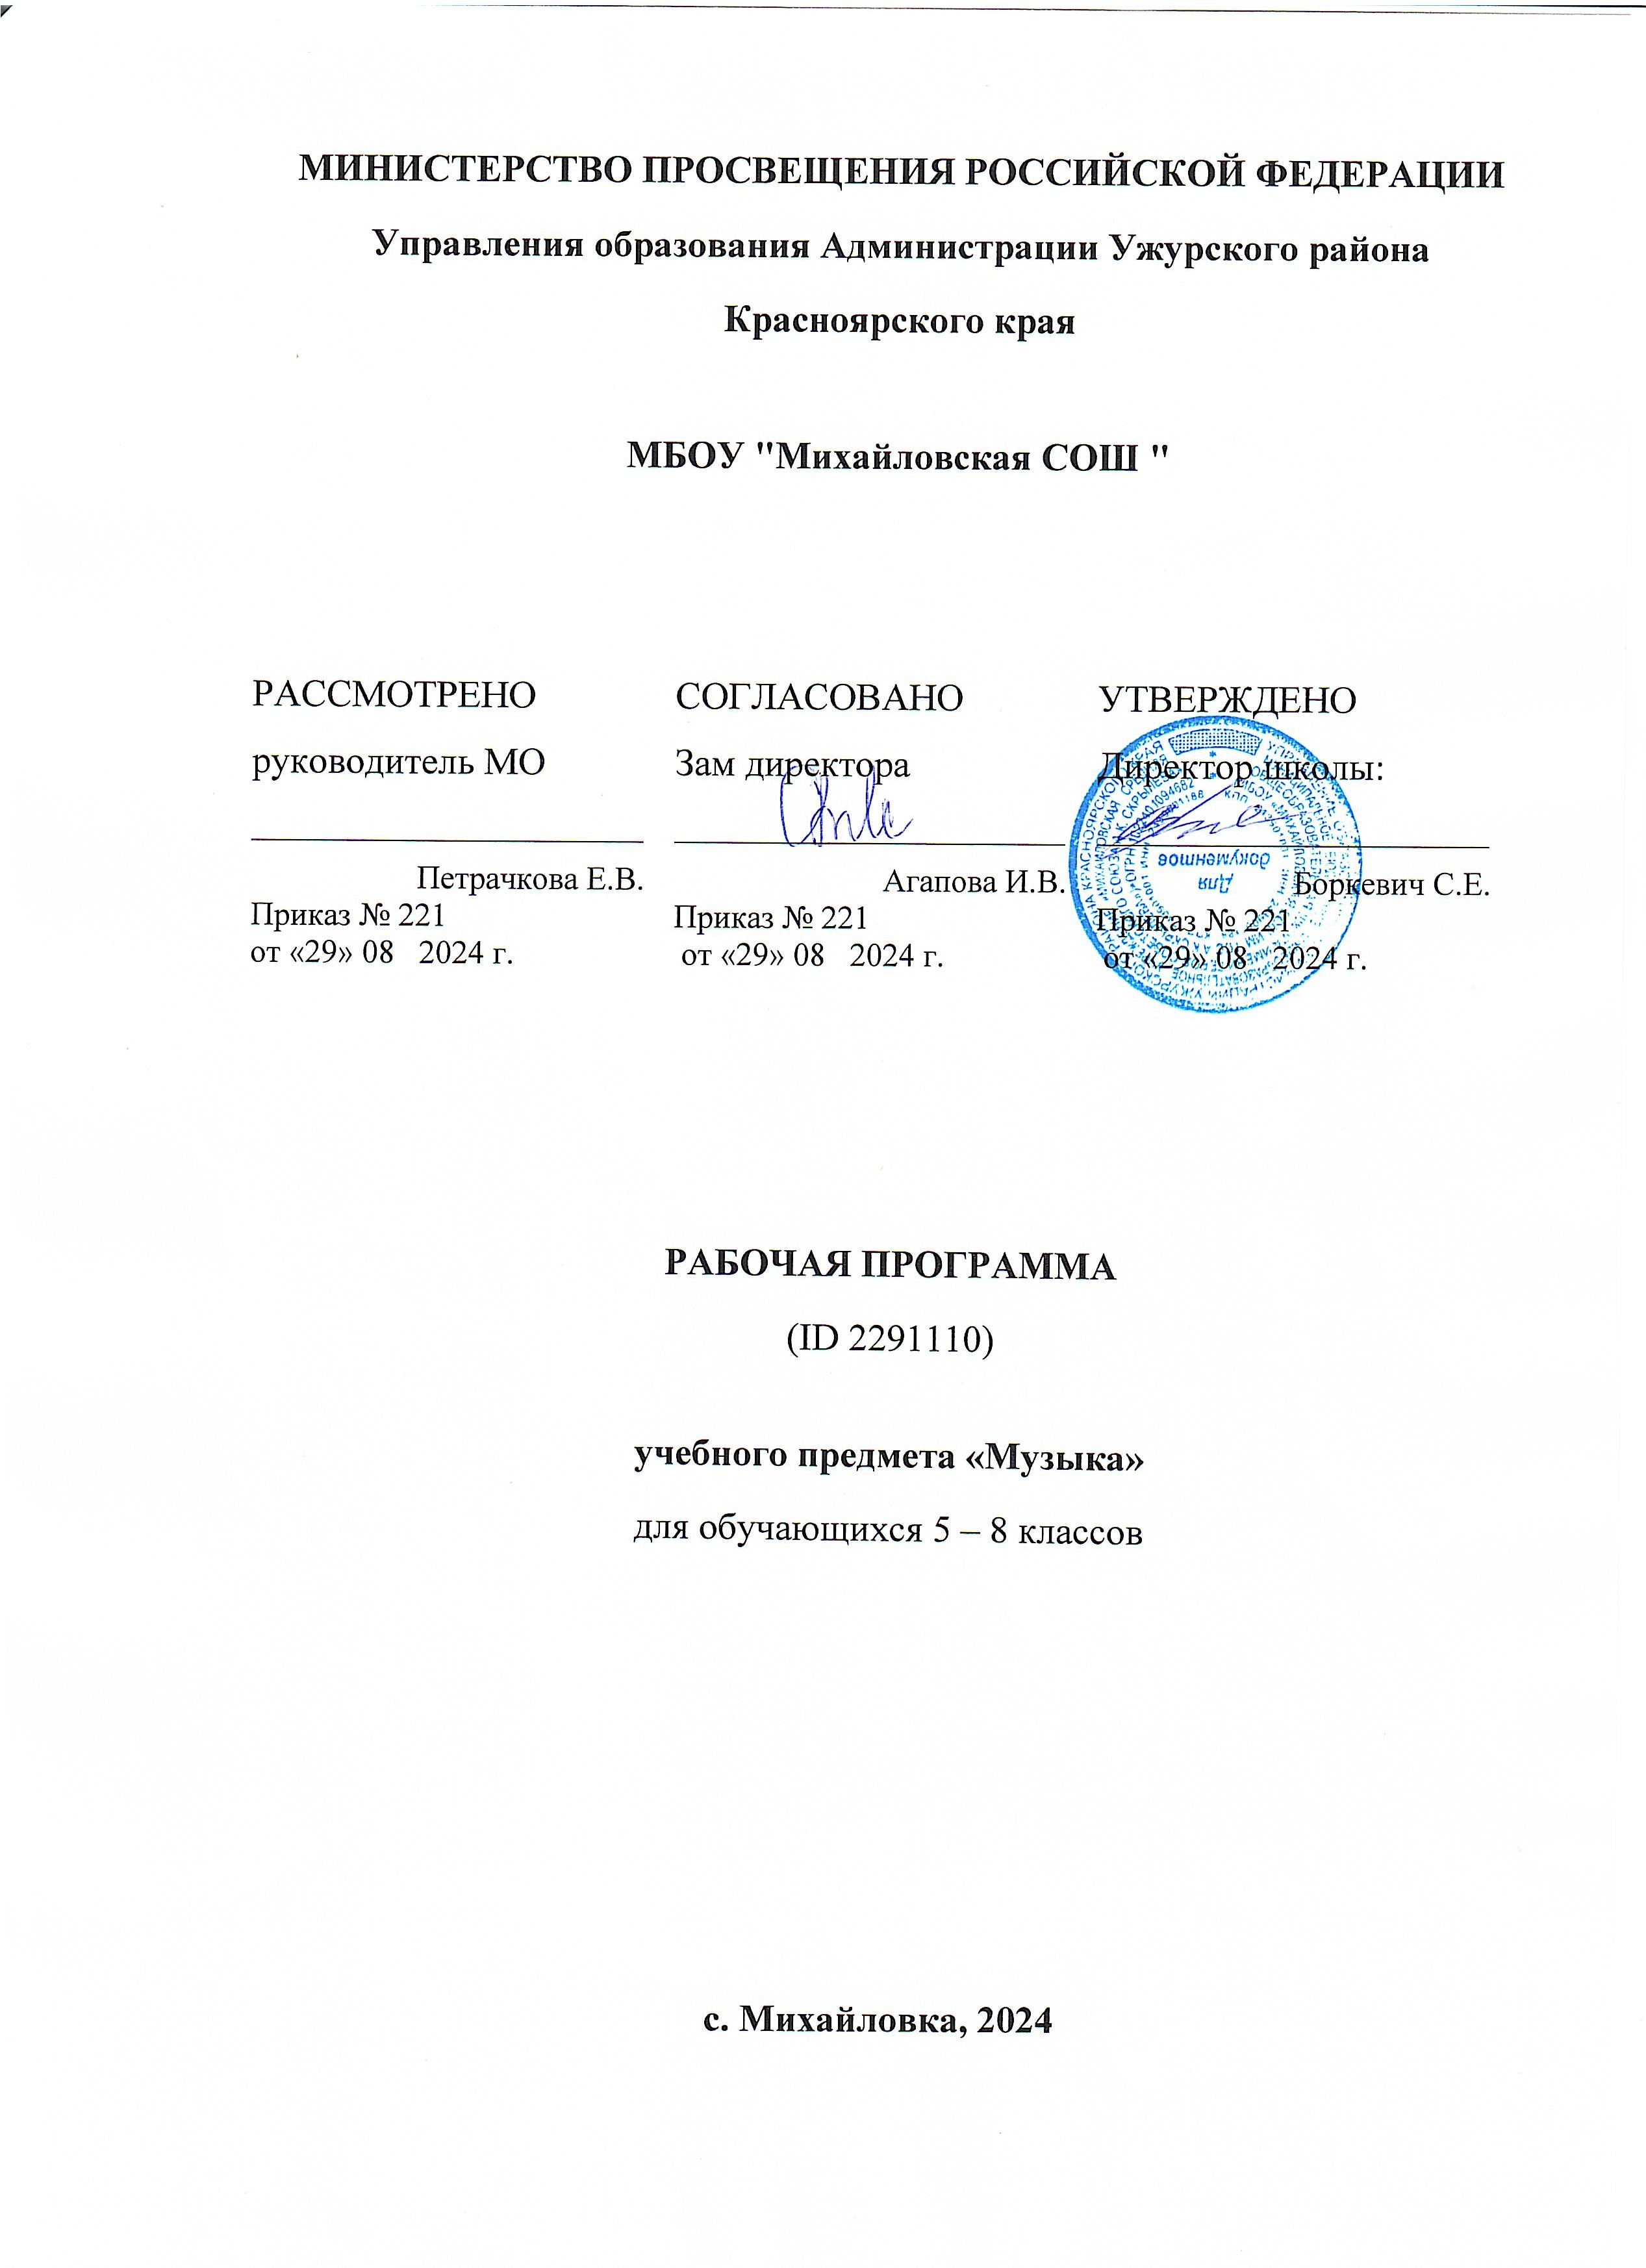 МИНИСТЕРСТВО ПРОСВЕЩЕНИЯ РОССИЙСКОЙ ФЕДЕРАЦИИ
Управления образования Администрации Ужурского района
Красноярского края
МБОУ "Михайловская СОШ "
РАССМОТРЕНО
руководитель МО
Петрачкова Е.В.
Приказ № 221
от «29» 08 2024 г.
СОГЛАСОВАНО
Зам директора
Агапова И.В.
Приказ № 221
от «29» 08 2024 г.
УТВЕРЖДЕНО
Директор школы:
Боркевич С.Е.
Приказ № 221
от «29» 08 2024 г.
Для
документов
РАБОЧАЯ ПРОГРАММА
(ID 2291110)
учебного предмета «Музыка»
для обучающихся 5 – 8 классов
с. Михайловка, 2024